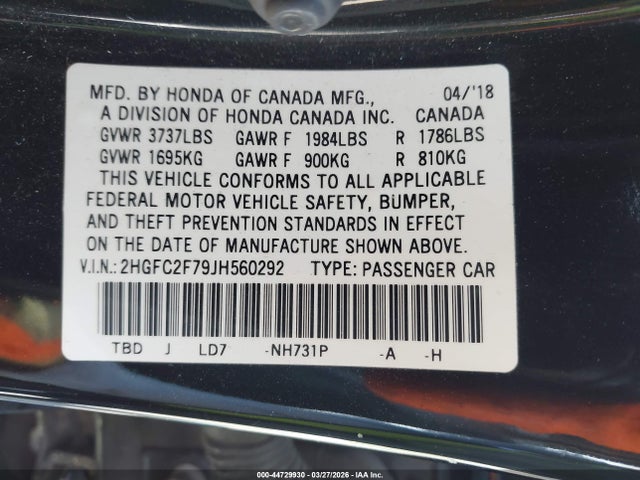 MFD. BY HONDA OF CANADA MFG., 04/'18
A DIVISION OF HONDA CANADA INC. CANADA
GVWR 3737LBS GAWR F 1984LBS R 1786LBS
GVWR 1695KG GAWR F 900KG R 810KG
THIS VEHICLE CONFORMS TO ALL APPLICABLE
FEDERAL MOTOR VEHICLE SAFETY, BUMPER,
AND THEFT PREVENTION STANDARDS IN EFFECT
ON THE DATE OF MANUFACTURE SHOWN ABOVE.
V.I.N.: 2HGFC2F79JH560292 TYPE: PASSENGER CAR
TBD J LD7 -NH731P -A -H
000-44729930 - 03/27/2026 - IAA Inc.